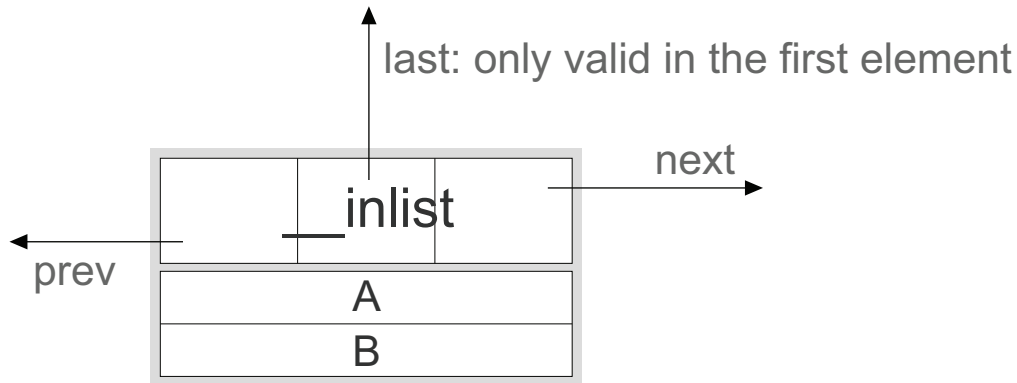 last: only valid in the first element
next
__inlist
prev
A
B